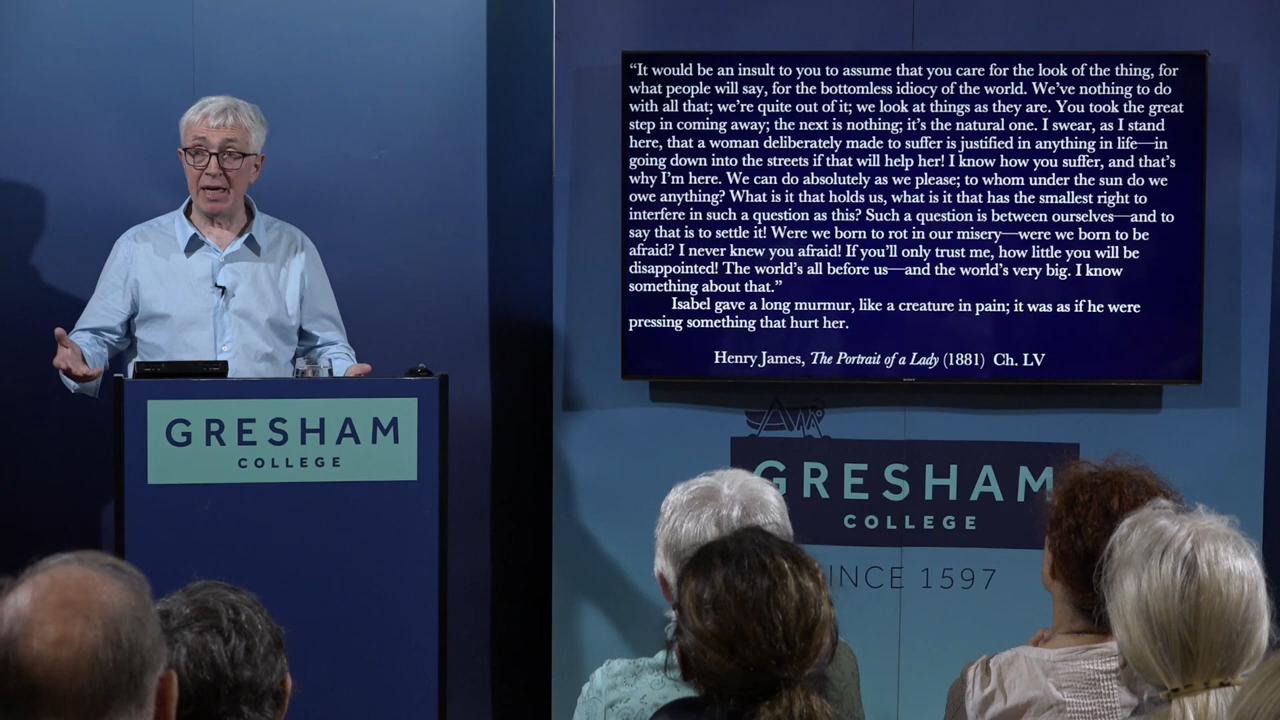 “It would be an insult to you to assume that you care for the look of the thing, for
what people will say, for the bottomless idiocy of the world. We’ve nothing to do
with all that; we’re quite out of it; we look at things as they are. You took the great
step in coming away; the next is nothing; it’s the natural one. I swear, as I stand
here, that a woman deliberately made to suffer is justified in anything in life—in
going down into the streets if that will help her! I know how you suffer, and that’s
why I’m here. We can do absolutely as we please; to whom under the sun do we
owe anything? What is it that holds us, what is it that has the smallest right to
interfere in such a question as this? Such a question is between ourselves—and to
say that is to settle it! Were we born to rot in our misery—were we born to be
afraid? I never knew you afraid! If you’ll only trust me, how little you will be
disappointed! The world’s all before us—and the world’s very big. I know
something about that.”
Isabel gave a long murmur, like a creature in pain; it was as if he were
pressing something that hurt her.
Henry James, The Portrait of a Lady (1881) Ch. LV
SONY
GRESHAM
COLLEGE
GRESHAM
COLLEGE
INCE 1597